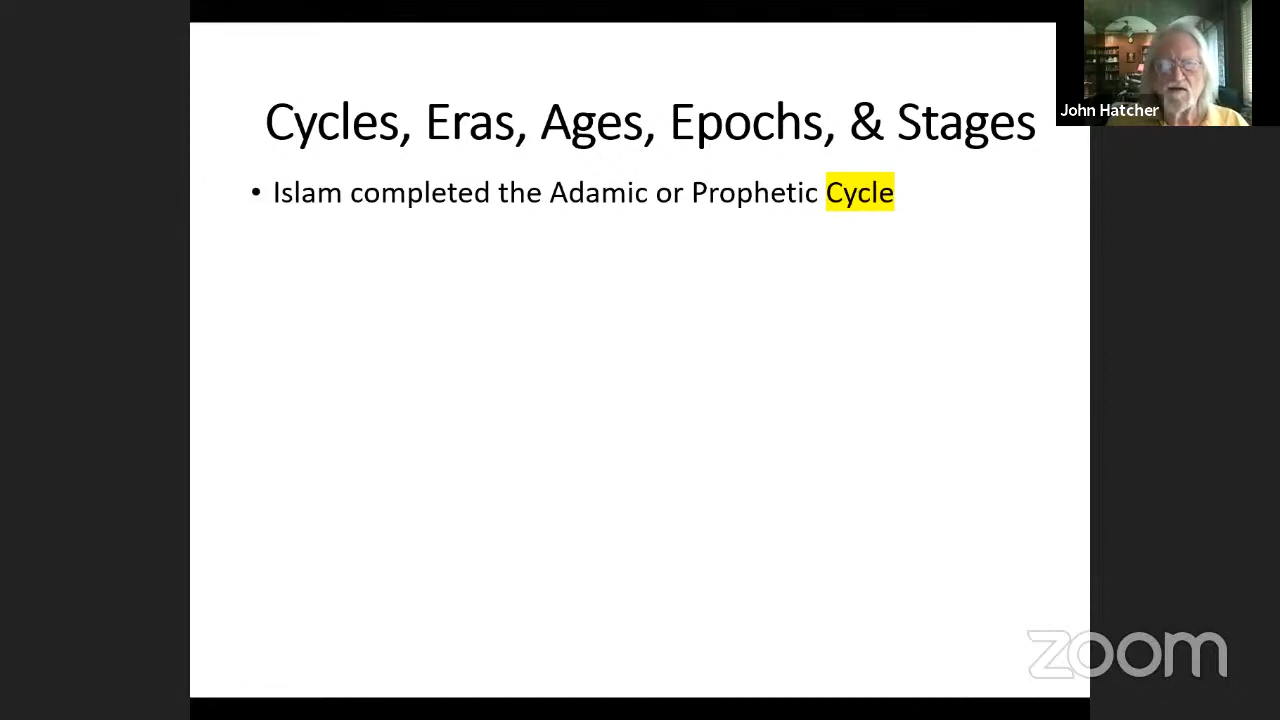 Cycles, Eras, Ages, Epochs, & Stages
John Hatcher
• Islam completed the Adamic or Prophetic Cycle
zoom